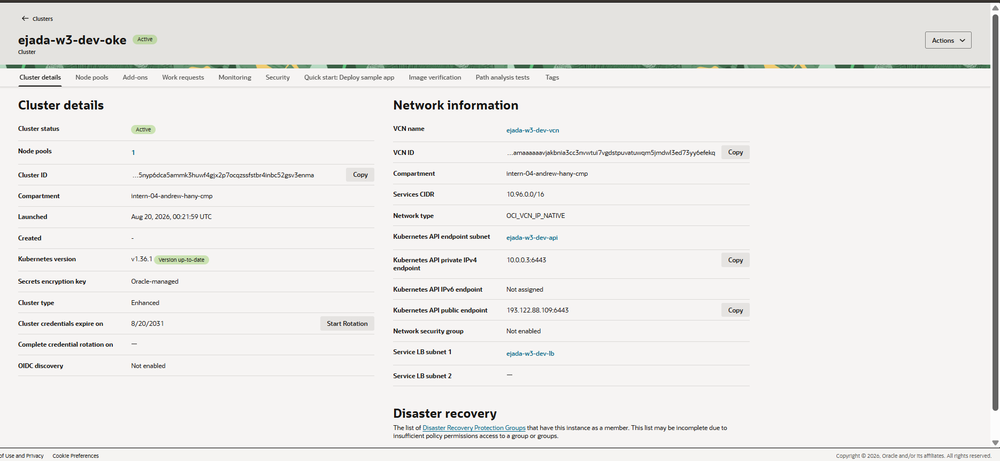 Clusters
ejada-w3-dev-oke Active
Cluster
Actions
Cluster details Node pools Add-ons Work requests Monitoring Security Quick start: Deploy sample app Image verification Path analysis tests Tags
Cluster details
Cluster status Active
Node pools 1
Cluster ID ...5nyp6dca5ammk3huwf4gjx2p7ocqzssfstbr4inbc52gsv3enma Copy
Compartment intern-04-andrew-hany-cmp
Launched Aug 20, 2026, 00:21:59 UTC
Created -
Kubernetes version v1.36.1 Version up-to-date
Secrets encryption key Oracle-managed
Cluster type Enhanced
Cluster credentials expire on 8/20/2031 Start Rotation
Complete credential rotation on —
OIDC discovery Not enabled
Network information
VCN name ejada-w3-dev-vcn
VCN ID ...amaaaaaavjakbnia3cc3nvwtui7vgdstpuvatuwqm5jmdwl3ed73yy6efekq Copy
Compartment intern-04-andrew-hany-cmp
Services CIDR 10.96.0.0/16
Network type OCI_VCN_IP_NATIVE
Kubernetes API endpoint subnet ejada-w3-dev-api
Kubernetes API private IPv4 endpoint 10.0.0.3:6443 Copy
Kubernetes API IPv6 endpoint Not assigned
Kubernetes API public endpoint 193.122.88.109:6443 Copy
Network security group Not enabled
Service LB subnet 1 ejada-w3-dev-lb
Service LB subnet 2 —
Disaster recovery
The list of Disaster Recovery Protection Groups that have this instance as a member. This list may be incomplete due to
insufficient policy permissions access to a group or groups.
of Use and Privacy Cookie Preferences
Copyright © 2026, Oracle and/or its affiliates. All rights reserved.